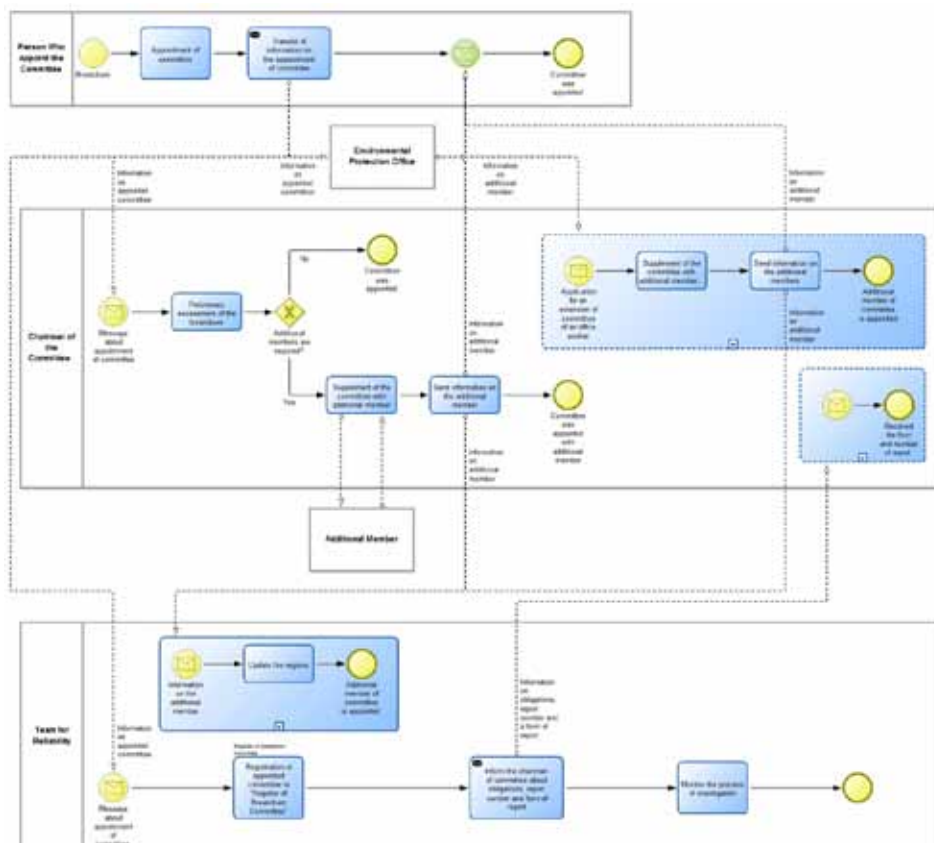 Person Who
Appoint the
Committee
Breakdown
Appointment of
committee
Transfer of
information on
the appointment
of committee
Committee
was
appointed
Environmental
Protection Office
Information
on
appointed
committee
Information
on
appointed
committee
Information
on
additional
member
Information
on
additional
member
Chairman of
the
Committee
Message
about
appointment
of committee
Preliminary
assessment of the
breakdown
Additional
members are
required?
No
Committee
was
appointed
Yes
Supplement of the
committee with
additional member
Send information on
the additional
member
Committee
was
appointed
with
additional
member
Information
on
additional
member
Information
on
additional
member
Application
for an
extension of
committee
of an office
worker
Supplement of the
committee with
additional member
Send information on
the additional
members
Additional
member of
committee
is appointed
Information
on
additional
member
Received
the form
and number
of report
Additional Member
Team for
Reliability
Information
on the
additional
member
Update the registry
Additional
member of
committee
is appointed
Information
on
appointed
committee
Message
about
appointment
of
Registration of
appointed
committee in
"Register of
Breakdown
Committee"
Information
on
obligations,
report
number and
a form of
report
Inform the chairman
of committee about
obligations, report
number and form of
report
Monitor the process
of investigation